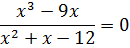 x³ − 9x
x² + x − 12 = 0